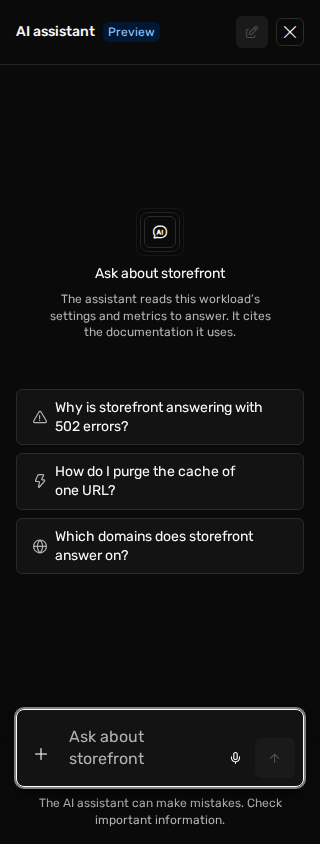 AI assistant Preview
AI
Ask about storefront
The assistant reads this workload's
settings and metrics to answer. It cites
the documentation it uses.
Why is storefront answering with
502 errors?
How do I purge the cache of
one URL?
Which domains does storefront
answer on?
Ask about
storefront
The AI assistant can make mistakes. Check
important information.